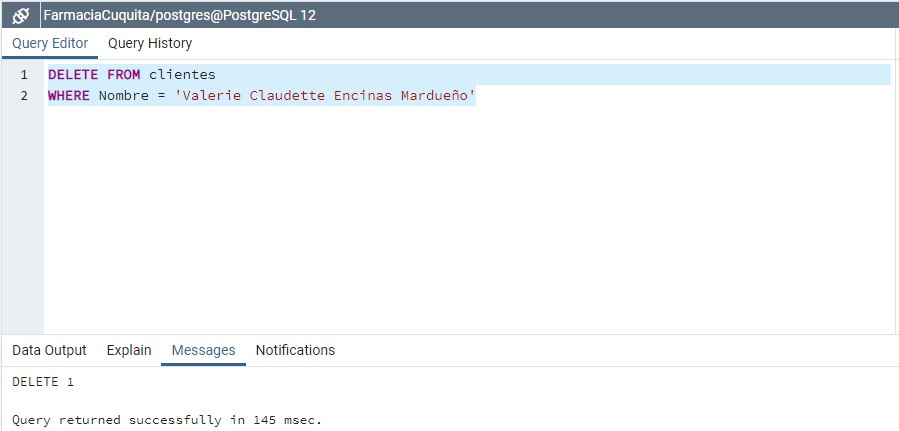 FarmaciaCuquita/postgres@PostgreSQL 12
Query Editor Query History
1 DELETE FROM clientes
2 WHERE Nombre = 'Valerie Claudette Encinas Mardueño'
Data Output Explain Messages Notifications
DELETE 1
Query returned successfully in 145 msec.